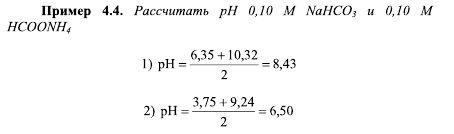 Пример 4.4. Рассчитать pH 0,10 М NaHCO₃ и 0,10 М
HCOONH₄
1) pH = (6,35 + 10,32) / 2 = 8,43
2) pH = (3,75 + 9,24) / 2 = 6,50